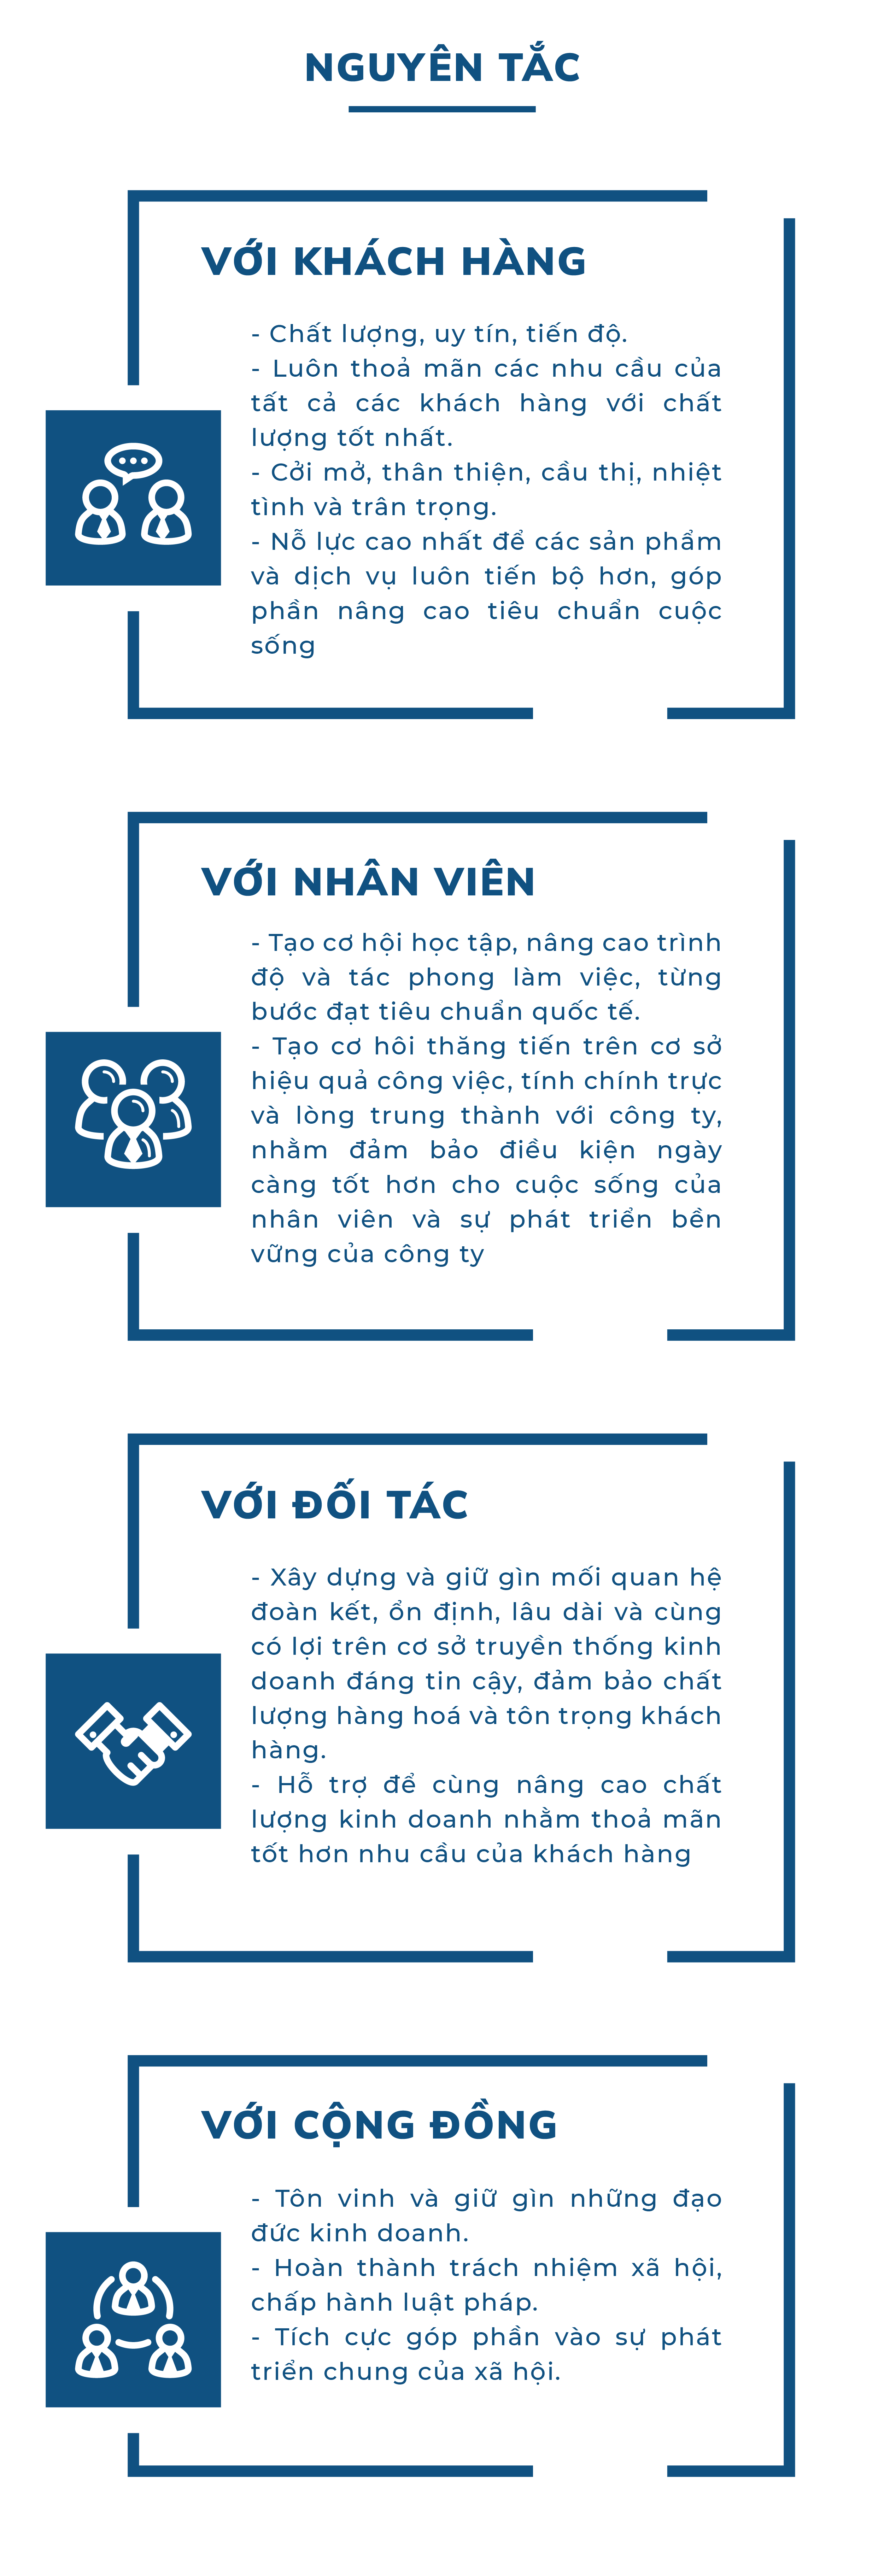 NGUYÊN TẮC
VỚI KHÁCH HÀNG
- Chất lượng, uy tín, tiến độ.
- Luôn thoả mãn các nhu cầu của
tất cả các khách hàng với chất
lượng tốt nhất.
- Cởi mở, thân thiện, cầu thị, nhiệt
tình và trân trọng.
- Nỗ lực cao nhất để các sản phẩm
và dịch vụ luôn tiến bộ hơn, góp
phần nâng cao tiêu chuẩn cuộc
sống
VỚI NHÂN VIÊN
- Tạo cơ hội học tập, nâng cao trình
độ và tác phong làm việc, từng
bước đạt tiêu chuẩn quốc tế.
- Tạo cơ hôi thăng tiến trên cơ sở
hiệu quả công việc, tính chính trực
và lòng trung thành với công ty,
nhằm đảm bảo điều kiện ngày
càng tốt hơn cho cuộc sống của
nhân viên và sự phát triển bền
vững của công ty
VỚI ĐỐI TÁC
- Xây dựng và giữ gìn mối quan hệ
đoàn kết, ổn định, lâu dài và cùng
có lợi trên cơ sở truyền thống kinh
doanh đáng tin cậy, đảm bảo chất
lượng hàng hoá và tôn trọng khách
hàng.
- Hỗ trợ để cùng nâng cao chất
lượng kinh doanh nhằm thoả mãn
tốt hơn nhu cầu của khách hàng
VỚI CỘNG ĐỒNG
- Tôn vinh và giữ gìn những đạo
đức kinh doanh.
- Hoàn thành trách nhiệm xã hội,
chấp hành luật pháp.
- Tích cực góp phần vào sự phát
triển chung của xã hội.